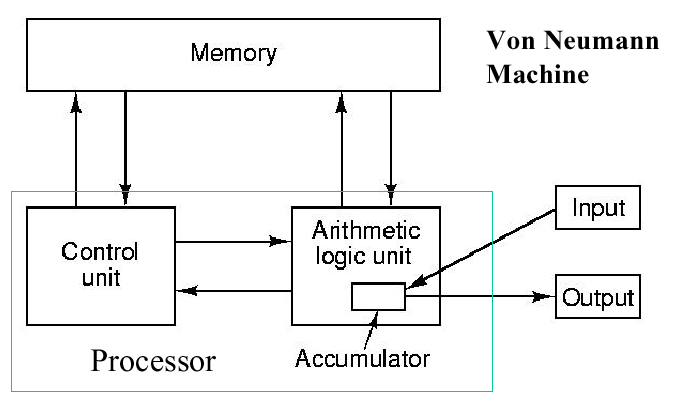 Memory
Von Neumann
Machine
Control
unit
Arithmetic
logic unit
Input
Output
Processor
Accumulator